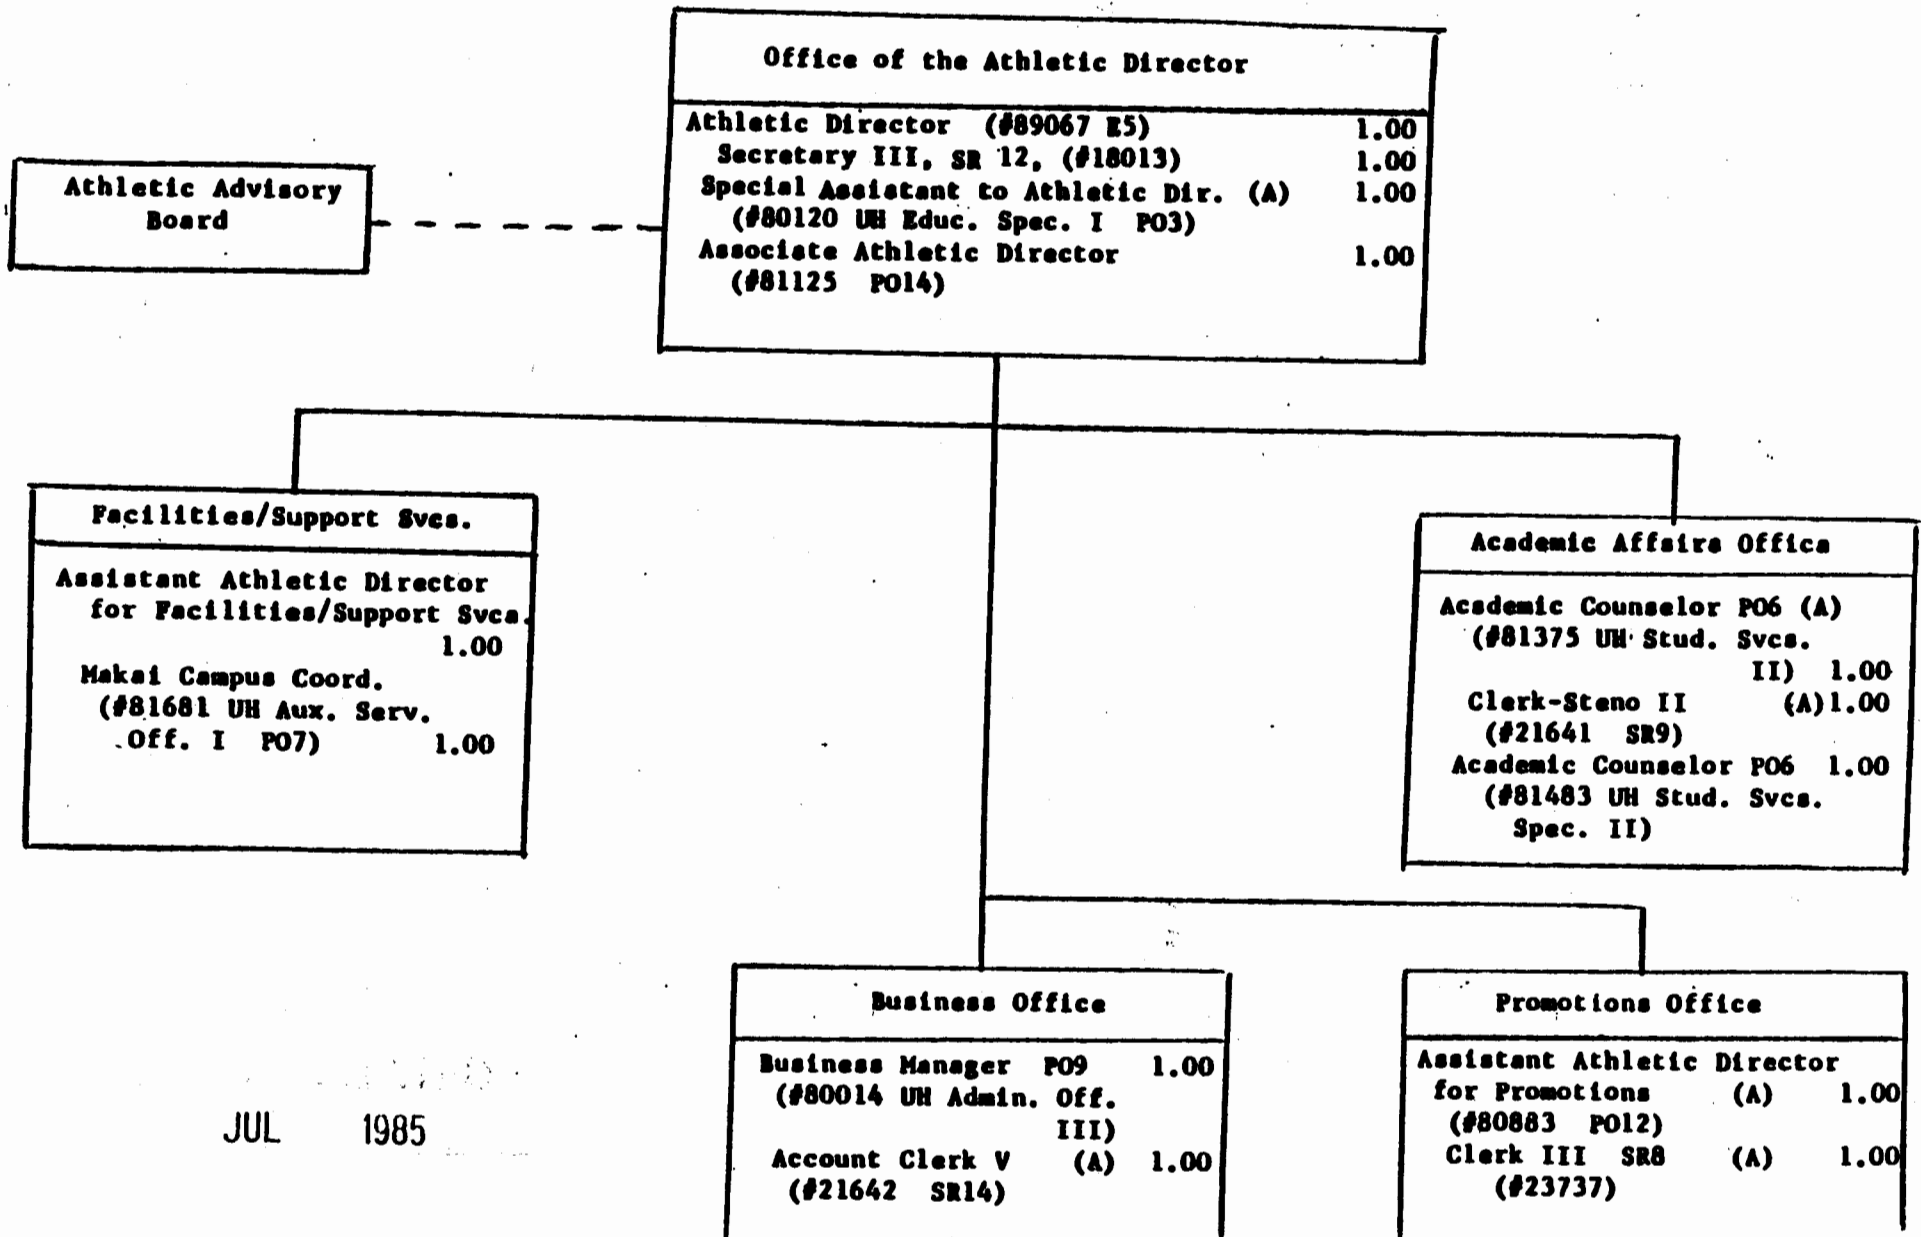 Office of the Athletic Director
Athletic Director (#89067 E5) 1.00
Secretary III, SR 12, (#18013) 1.00
Special Assistant to Athletic Dir. (A) 1.00
(#80120 UH Educ. Spec. I PO3)
Associate Athletic Director 1.00
(#81125 PO14)
Athletic Advisory
Board
Facilities/Support Svcs.
Assistant Athletic Director
for Facilities/Support Svcs.
1.00
Makai Campus Coord.
(#81681 UH Aux. Serv.
Off. I PO7) 1.00
Academic Affairs Office
Academic Counselor PO6 (A)
(#81375 UH Stud. Svcs.
II) 1.00
Clerk-Steno II (A) 1.00
(#21641 SR9)
Academic Counselor PO6 1.00
(#81483 UH Stud. Svcs.
Spec. II)
Business Office
Business Manager PO9 1.00
(#80014 UH Admin. Off.
III)
Account Clerk V (A) 1.00
(#21642 SR14)
Promotions Office
Assistant Athletic Director
for Promotions (A) 1.00
(#80883 PO12)
Clerk III SR8 (A) 1.00
(#23737)
JUL 1985